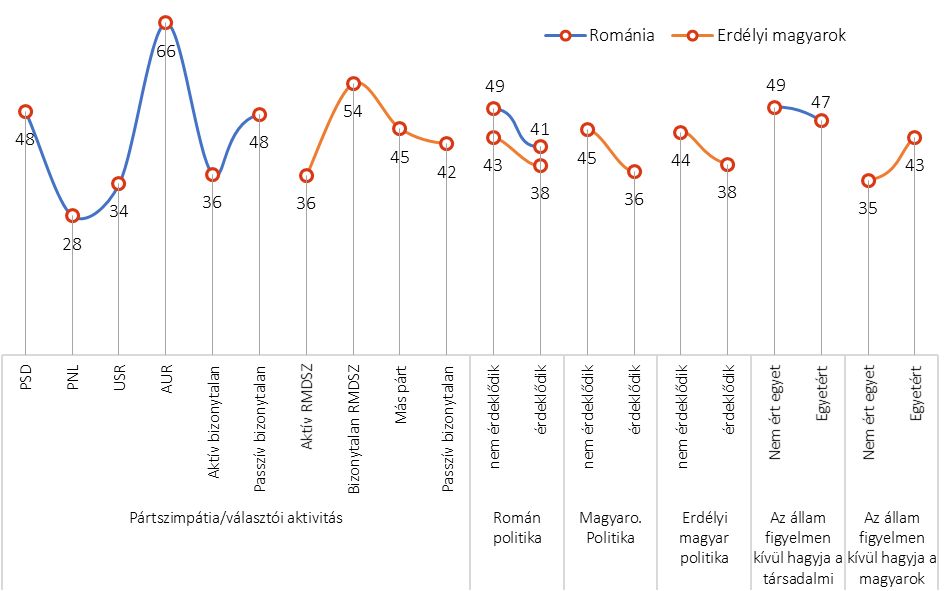 Románia
Erdélyi magyarok
48
28
34
66
36
48
36
54
45
42
49
41
43
38
45
36
44
38
49
47
35
43
PSD
PNL
USR
AUR
Aktív bizonytalan
Passzív bizonytalan
Aktív RMDSZ
Bizonytalan RMDSZ
Más párt
Passzív bizonytalan
nem érdeklődik
érdeklődik
nem érdeklődik
érdeklődik
nem érdeklődik
érdeklődik
Nem ért egyet
Egyetért
Nem ért egyet
Egyetért
Pártszimpátia/választói aktivitás
Román
politika
Magyaro.
Politika
Erdélyi
magyar
politika
Az állam
figyelmen
kívül hagyja a
társadalmi
Az állam
figyelmen
kívül hagyja a
magyarok